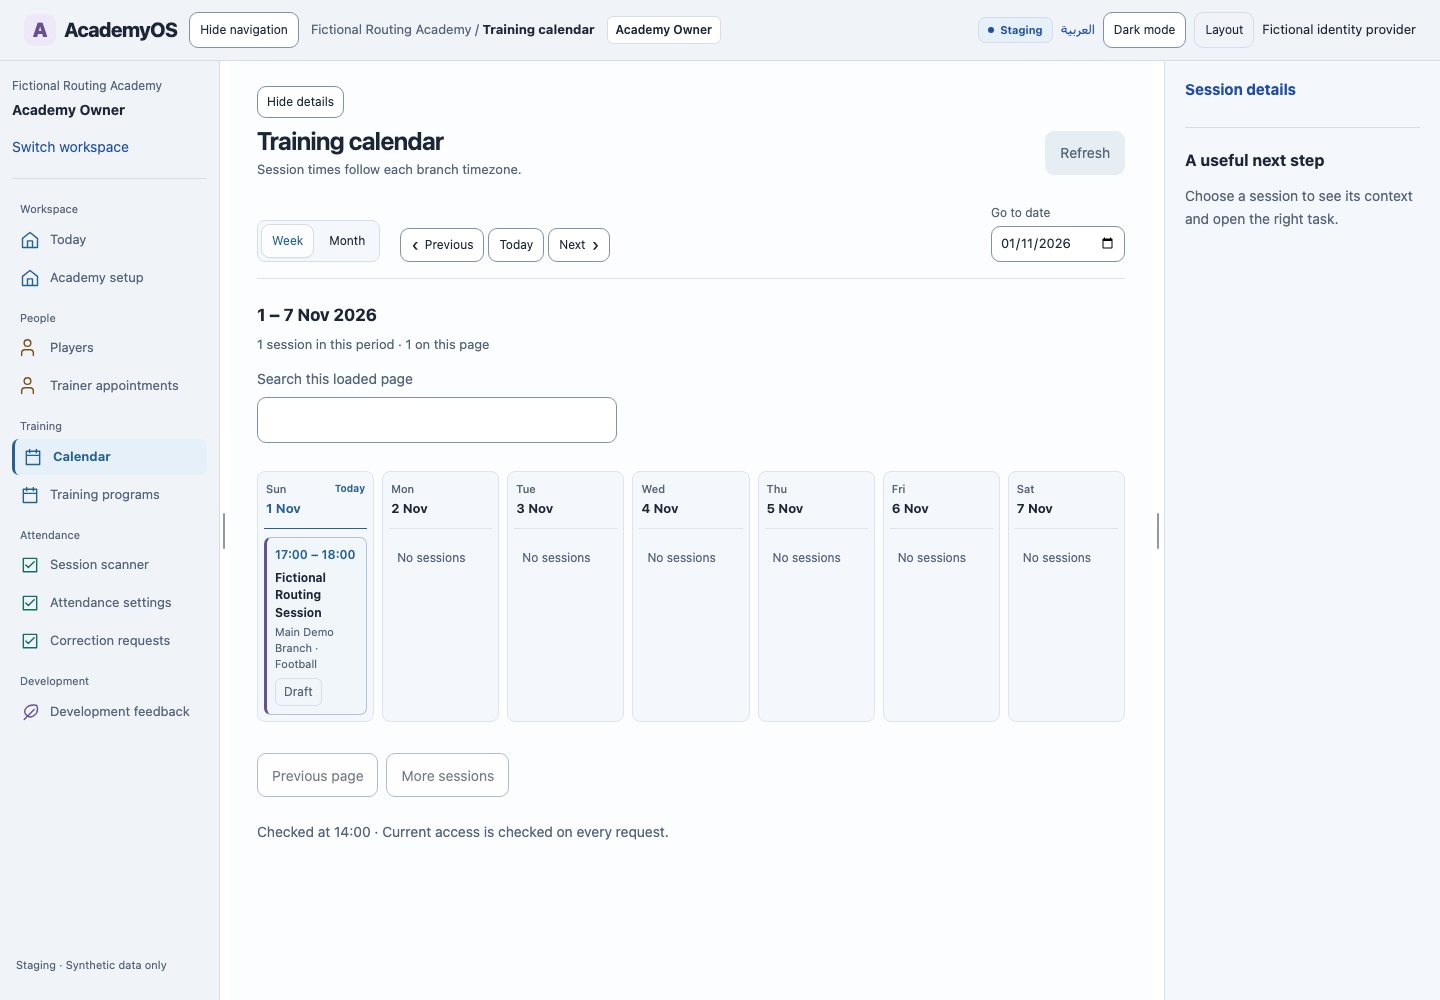 A AcademyOS
Hide navigation
Fictional Routing Academy / Training calendar
Academy Owner
Staging
العربية
Dark mode
Layout
Fictional identity provider
Fictional Routing Academy
Academy Owner
Switch workspace
Workspace
Today
Academy setup
People
Players
Trainer appointments
Training
Calendar
Training programs
Attendance
Session scanner
Attendance settings
Correction requests
Development
Development feedback
Staging · Synthetic data only
Hide details
Training calendar
Session times follow each branch timezone.
Refresh
Week
Month
‹ Previous
Today
Next ›
Go to date
01/11/2026
1 – 7 Nov 2026
1 session in this period · 1 on this page
Search this loaded page
Sun Today
1 Nov
17:00 – 18:00
Fictional
Routing
Session
Main Demo
Branch ·
Football
Draft
Mon
2 Nov
No sessions
Tue
3 Nov
No sessions
Wed
4 Nov
No sessions
Thu
5 Nov
No sessions
Fri
6 Nov
No sessions
Sat
7 Nov
No sessions
Previous page
More sessions
Checked at 14:00 · Current access is checked on every request.
Session details
A useful next step
Choose a session to see its context
and open the right task.